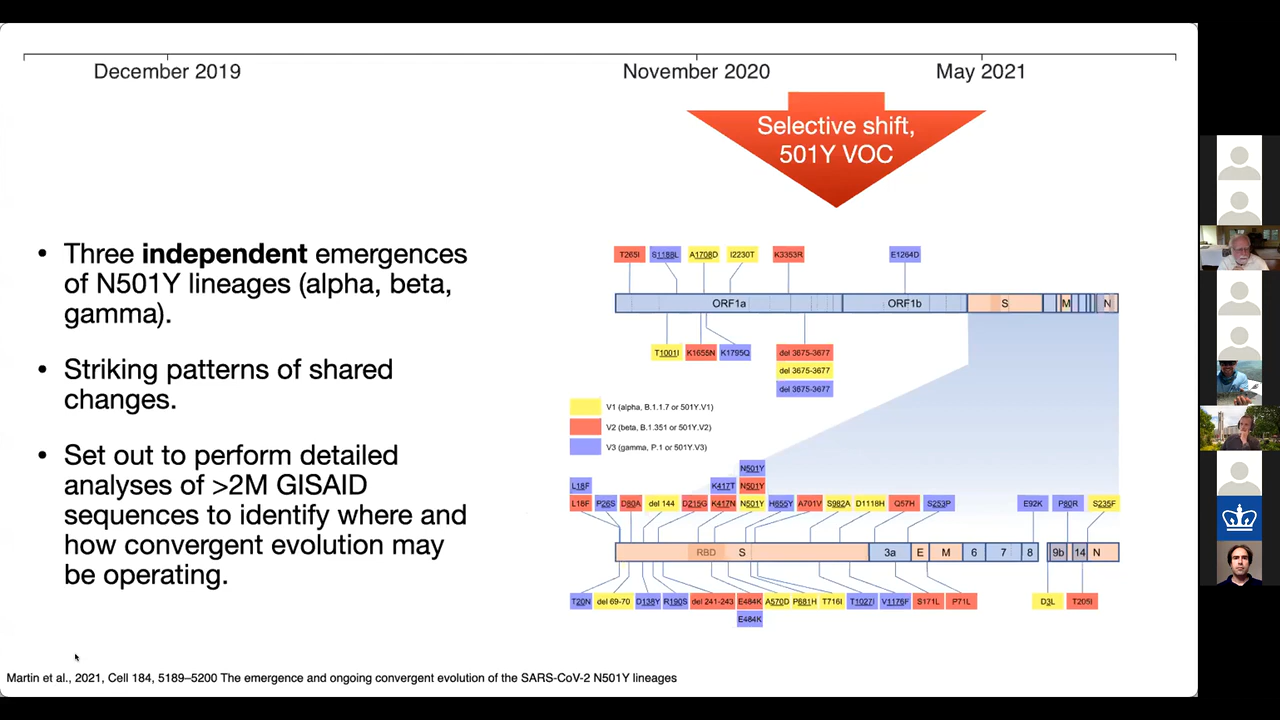 December 2019 November 2020 May 2021
Selective shift,
501Y VOC
• Three independent emergences
of N501Y lineages (alpha, beta,
gamma).
• Striking patterns of shared
changes.
• Set out to perform detailed
analyses of >2M GISAID
sequences to identify where and
how convergent evolution may
be operating.
T265I S1188L A1708D I2230T K3353R E1264D
ORF1a ORF1b S M N
T1001I K1655N K1795Q del 3675-3677
del 3675-3677
del 3675-3677
V1 (alpha, B.1.1.7 or 501Y.V1)
V2 (beta, B.1.351 or 501Y.V2)
V3 (gamma, P.1 or 501Y.V3)
N501Y
L18F K417T N501Y
L18F P26S D80A del 144 D215G K417N N501Y H655Y A701V S982A D1118H Q57H S253P E92K P80R S235F
RBD S 3a E M 6 7 8 9b 14 N
T20N del 69-70 D138Y R190S del 241-243 E484K A570D P681H T716I T1027I V1176F S171L P71L D3L T205I
E484K
Martin et al., 2021, Cell 184, 5189–5200 The emergence and ongoing convergent evolution of the SARS-CoV-2 N501Y lineages